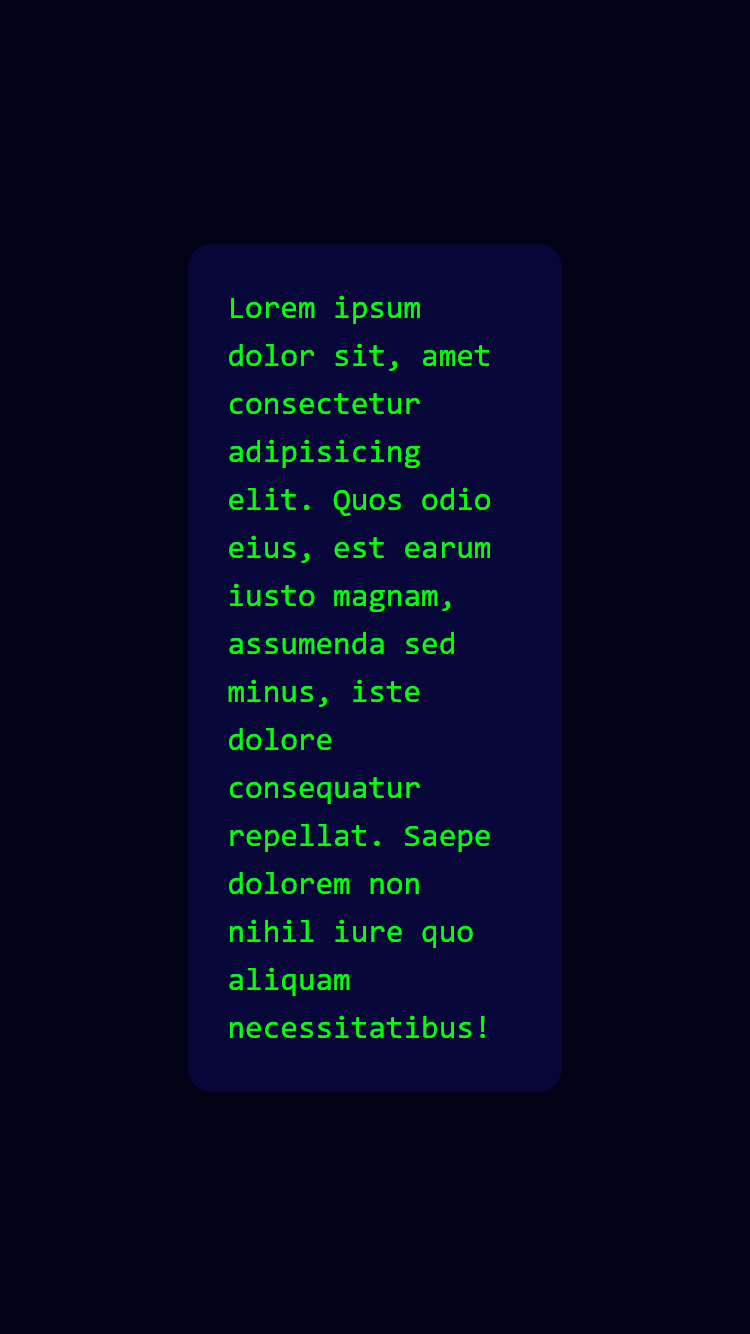 Lorem ipsum
dolor sit, amet
consectetur
adipisicing
elit. Quos odio
eius, est earum
iusto magnam,
assumenda sed
minus, iste
dolore
consequatur
repellat. Saepe
dolorem non
nihil iure quo
aliquam
necessitatibus!